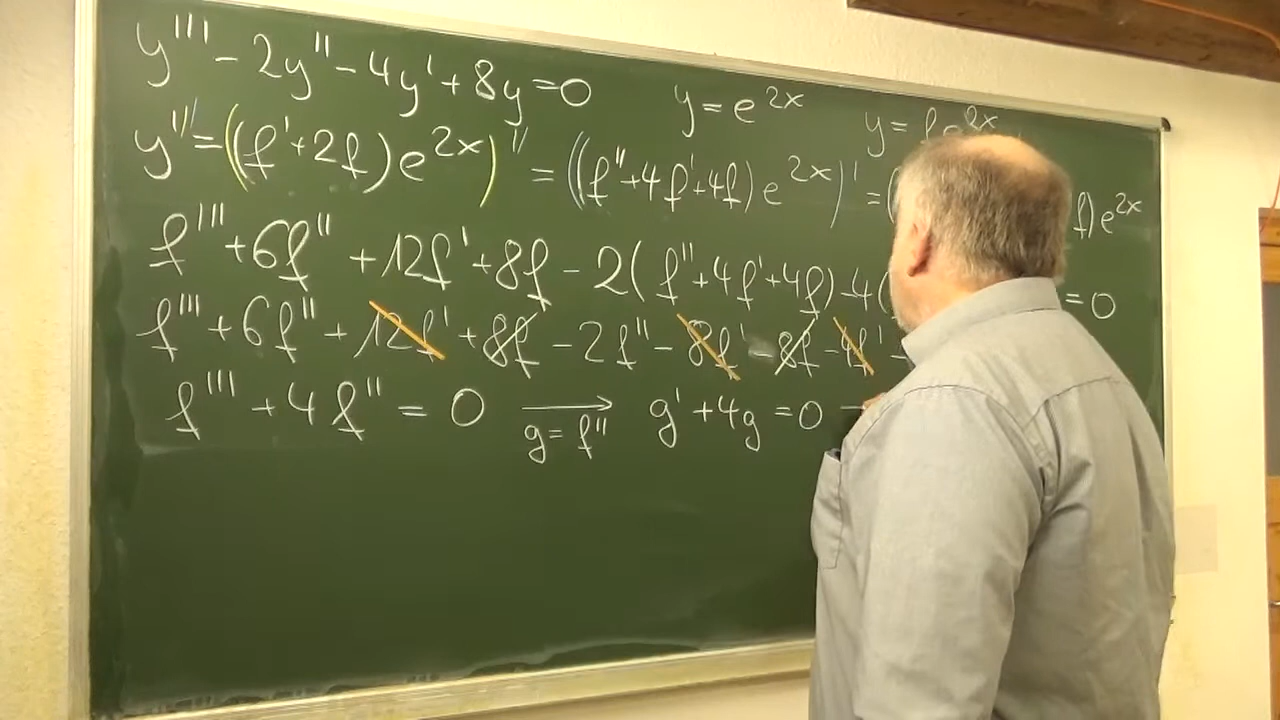 y''' - 2y'' - 4y' + 8y = 0 y = e^{2x} y = f e^{2x}
y''' = ((f' + 2f) e^{2x})'' = ((f'' + 4f' + 4f) e^{2x})' = ( f) e^{2x}
f''' + 6f'' + 12f' + 8f - 2(f'' + 4f' + 4f) - 4( = 0
f''' + 6f'' + 12f' + 8f - 2f'' - 8f' - 8f - 4f'
f''' + 4f'' = 0 ⟶ g' + 4g = 0
g = f''